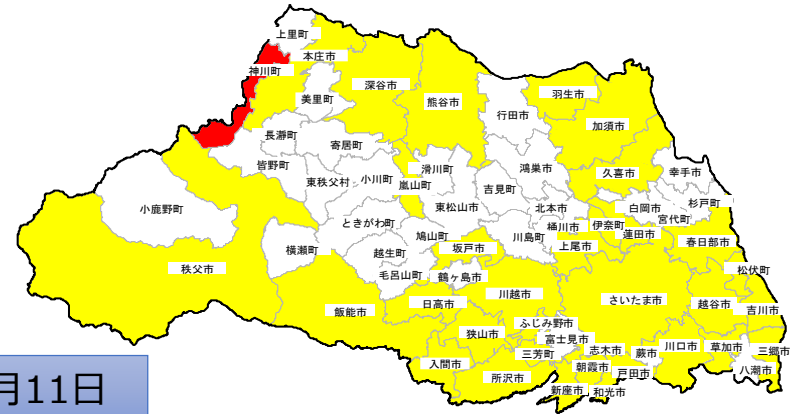 上里町
本庄市
神川町
美里町
深谷市
熊谷市
行田市
羽生市
加須市
長瀞町
寄居町
皆野町
東秩父村
小川町
嵐山町
滑川町
東松山市
吉見町
鴻巣市
北本市
久喜市
幸手市
白岡市
杉戸町
宮代町
小鹿野町
ときがわ町
鳩山町
川島町
桶川市
上尾市
伊奈町
蓮田市
春日部市
横瀬町
越生町
毛呂山町
坂戸市
鶴ヶ島市
松伏町
秩父市
飯能市
日高市
川越市
さいたま市
越谷市
吉川市
狭山市
ふじみ野市
富士見市
三芳町
志木市
蕨市
川口市
草加市
三郷市
八潮市
入間市
所沢市
朝霞市
戸田市
新座市
和光市
月11日